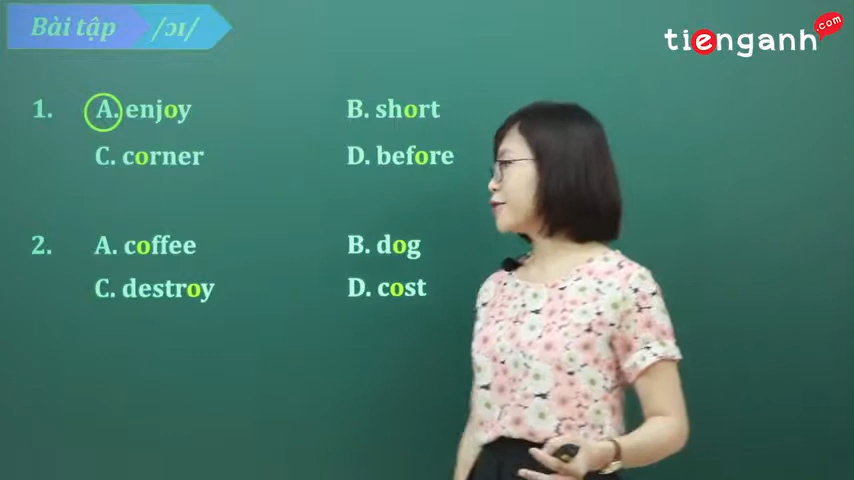 Bài tập /ɔɪ/
tienganh.com
1. A. enjoy B. short
C. corner D. before
2. A. coffee B. dog
C. destroy D. cost